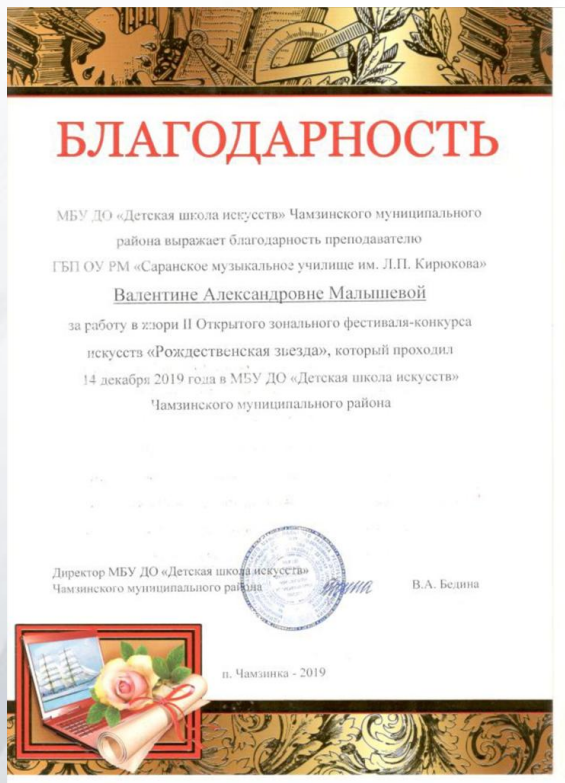 БЛАГОДАРНОСТЬ
МБУ ДО «Детская школа искусств» Чамзинского муниципального
района выражает благодарность преподавателю
ГБП ОУ РМ «Саранское музыкальное училище им. Л.П. Кирюкова»
Валентине Александровне Малышевой
за работу в жюри II Открытого зонального фестиваля-конкурса
искусств «Рождественская звезда», который проходил
14 декабря 2019 года в МБУ ДО «Детская школа искусств»
Чамзинского муниципального района
Директор МБУ ДО «Детская школа искусств»
Чамзинского муниципального района
В.А. Бедина
п. Чамзинка - 2019